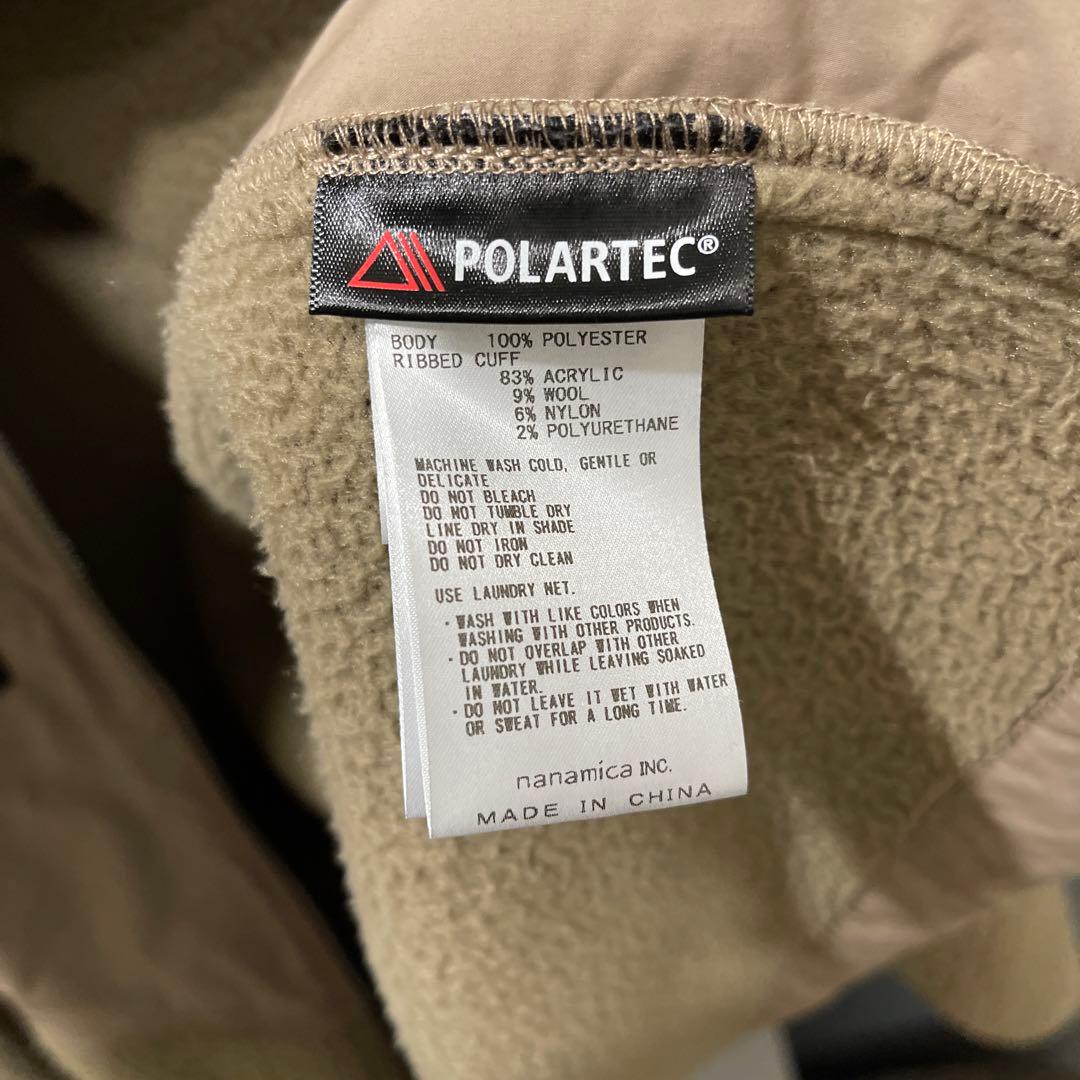 POLARTEC®
BODY 100% POLYESTER
RIBBED CUFF
83% ACRYLIC
9% WOOL
6% NYLON
2% POLYURETHANE
MACHINE WASH COLD, GENTLE OR
DELICATE
DO NOT BLEACH
DO NOT TUMBLE DRY
LINE DRY IN SHADE
DO NOT IRON
DO NOT DRY CLEAN
USE LAUNDRY NET.
・WASH WITH LIKE COLORS WHEN
WASHING WITH OTHER PRODUCTS.
・DO NOT OVERLAP WITH OTHER
LAUNDRY WHILE LEAVING SOAKED
IN WATER.
・DO NOT LEAVE IT WET WITH WATER
OR SWEAT FOR A LONG TIME.
nanamica INC.
MADE IN CHINA